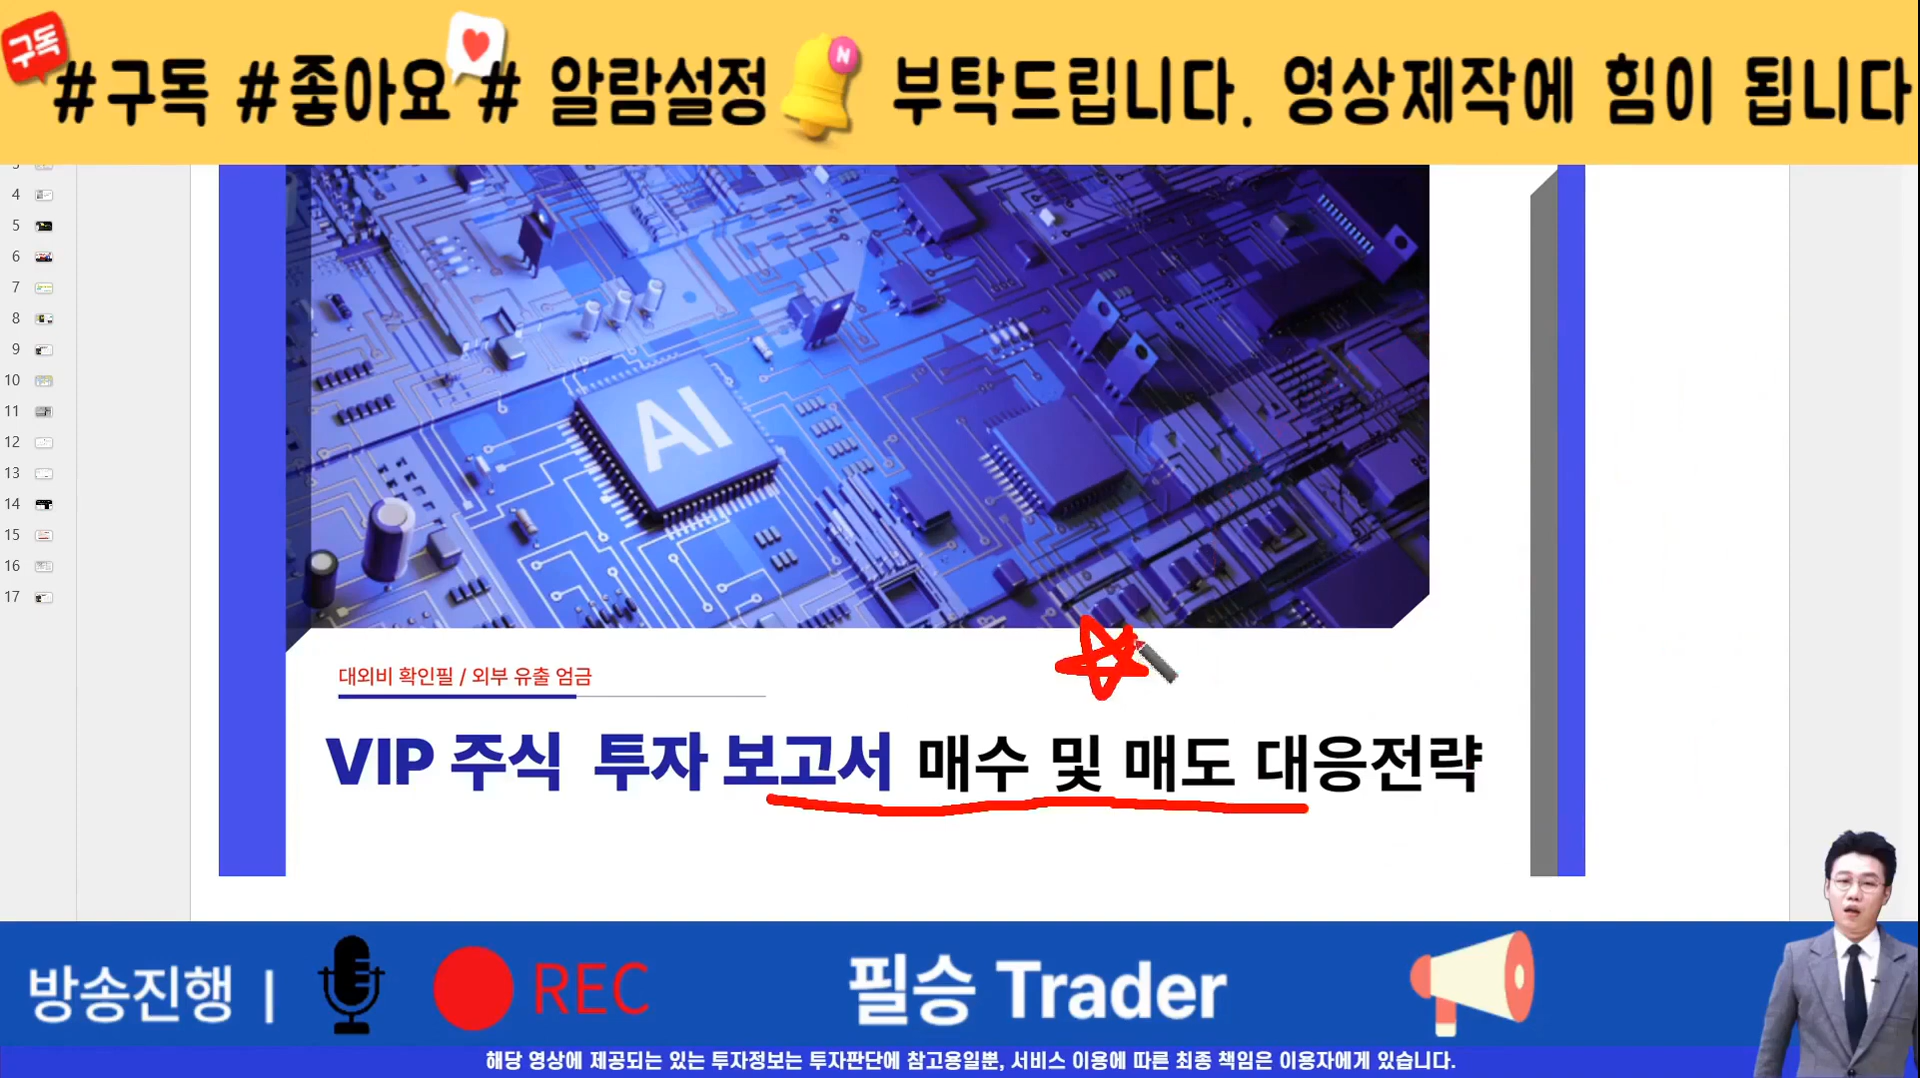 구독
#구독 #좋아요 # 알람설정 N 부탁드립니다. 영상제작에 힘이 됩니다
4
5
6
7
8
9
10
11
12
13
14
15
16
17
AI
대외비 확인필 / 외부 유출 엄금
VIP 주식 투자 보고서 매수 및 매도 대응전략
방송진행 | REC 필승 Trader
해당 영상에 제공되는 있는 투자정보는 투자판단에 참고용일뿐, 서비스 이용에 따른 최종 책임은 이용자에게 있습니다.